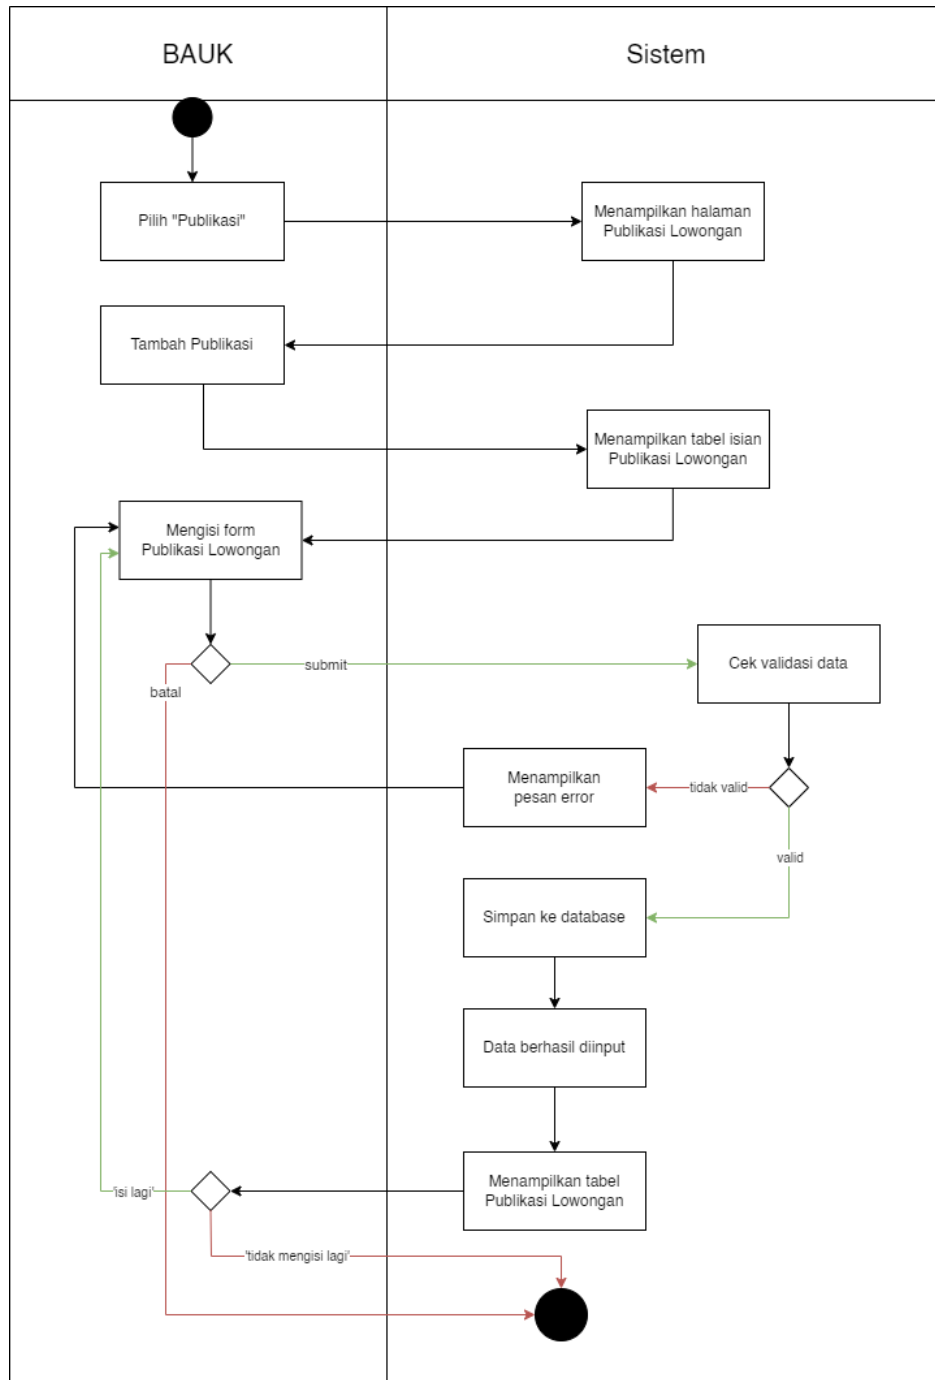 BAUK
Sistem
Pilih "Publikasi"
Menampilkan halaman
Publikasi Lowongan
Tambah Publikasi
Menampilkan tabel isian
Publikasi Lowongan
Mengisi form
Publikasi Lowongan
submit
batal
Cek validasi data
Menampilkan
pesan error
tidak valid
valid
Simpan ke database
Data berhasil diinput
Menampilkan tabel
Publikasi Lowongan
'isi lagi'
'tidak mengisi lagi'